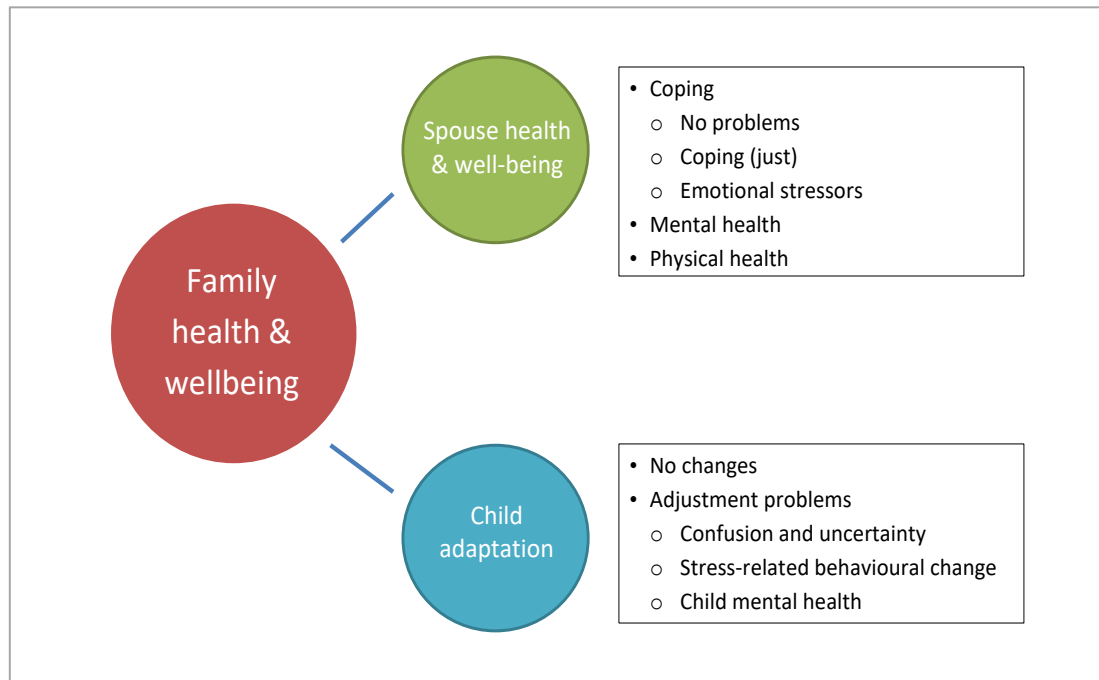 Family
health &
wellbeing
Spouse health
& well-being
• Coping
o No problems
o Coping (just)
o Emotional stressors
• Mental health
• Physical health
Child
adaptation
• No changes
• Adjustment problems
o Confusion and uncertainty
o Stress-related behavioural change
o Child mental health